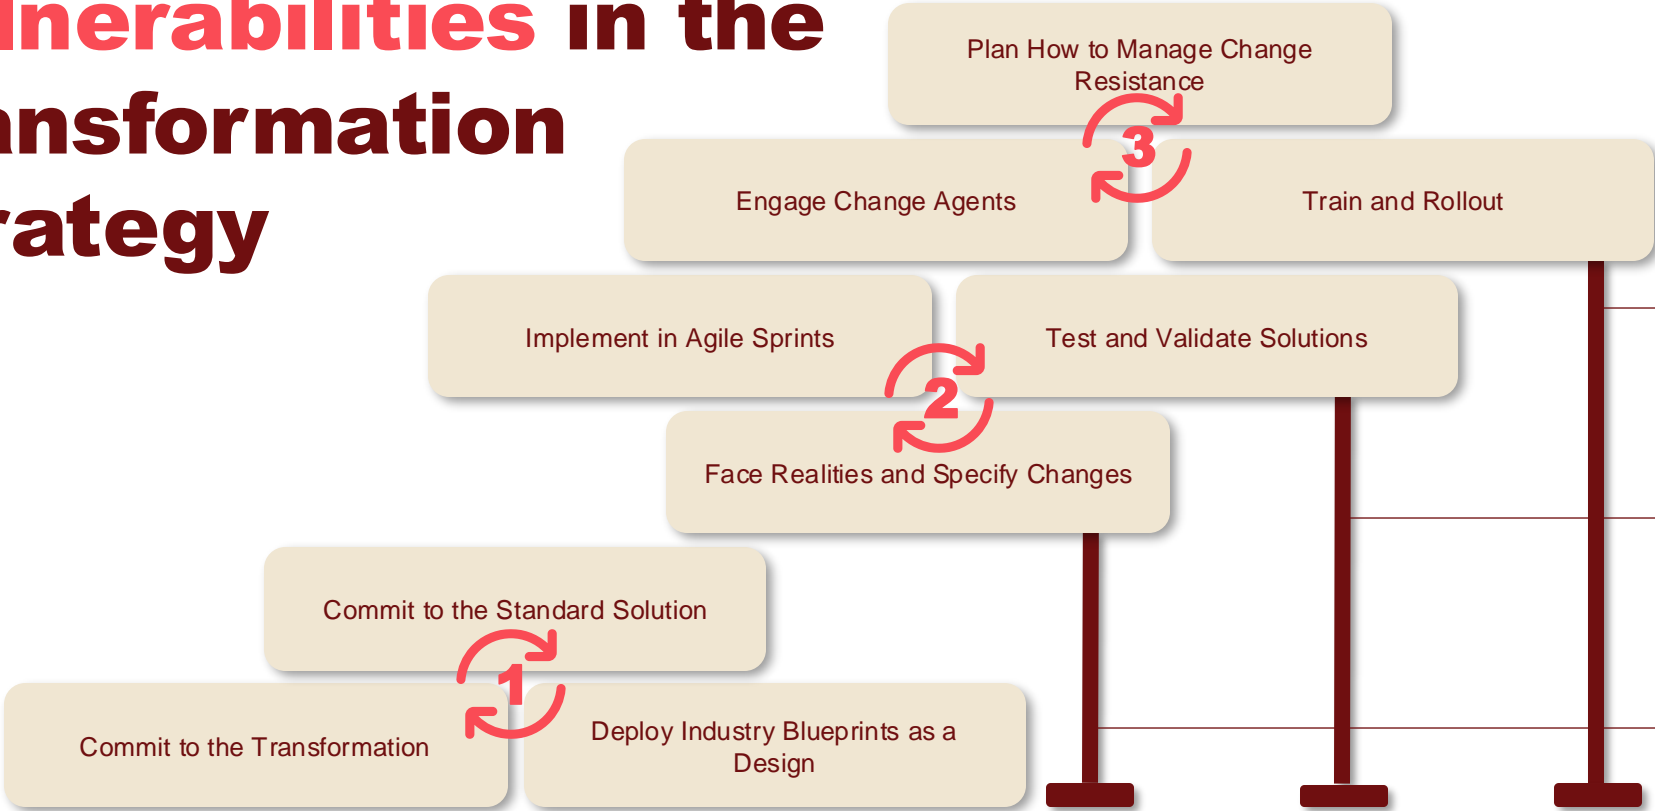 lnerabilities in the
ansformation
rategy
Plan How to Manage Change
Resistance
3
Engage Change Agents
Train and Rollout
Implement in Agile Sprints
Test and Validate Solutions
2
Face Realities and Specify Changes
Commit to the Standard Solution
1
Commit to the Transformation
Deploy Industry Blueprints as a
Design